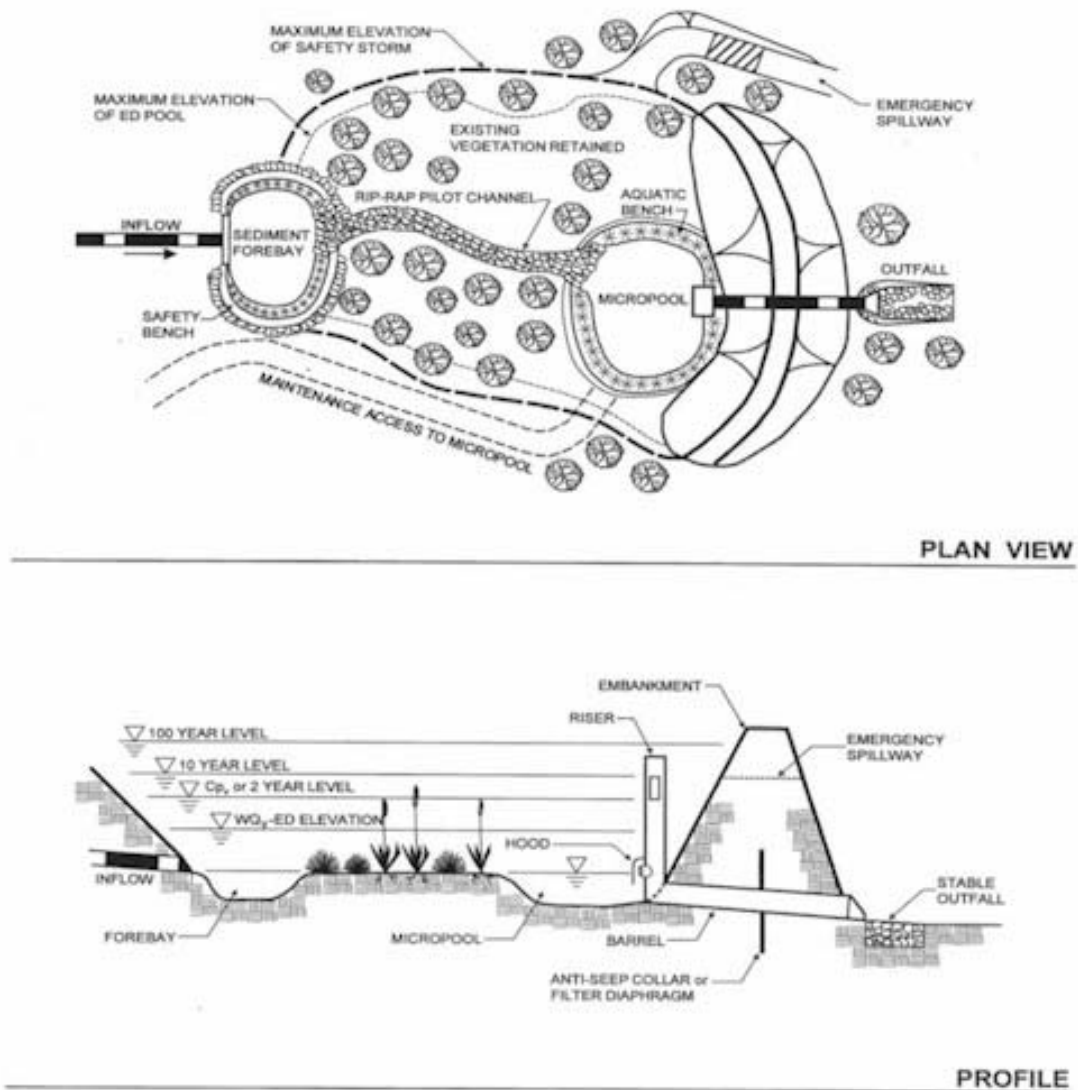 MAXIMUM ELEVATION
OF SAFETY STORM
MAXIMUM ELEVATION
OF ED POOL
EMERGENCY
SPILLWAY
EXISTING
VEGETATION RETAINED
RIP-RAP PILOT CHANNEL
AQUATIC
BENCH
INFLOW
SEDIMENT
FOREBAY
OUTFALL
MICROPOOL
SAFETY
BENCH
MAINTENANCE ACCESS TO MICROPOOL
PLAN VIEW
EMBANKMENT
RISER
100 YEAR LEVEL
EMERGENCY
SPILLWAY
10 YEAR LEVEL
Cpv or 2 YEAR LEVEL
WQv-ED ELEVATION
HOOD
INFLOW
STABLE
OUTFALL
FOREBAY
MICROPOOL
BARREL
ANTI-SEEP COLLAR or
FILTER DIAPHRAGM
PROFILE